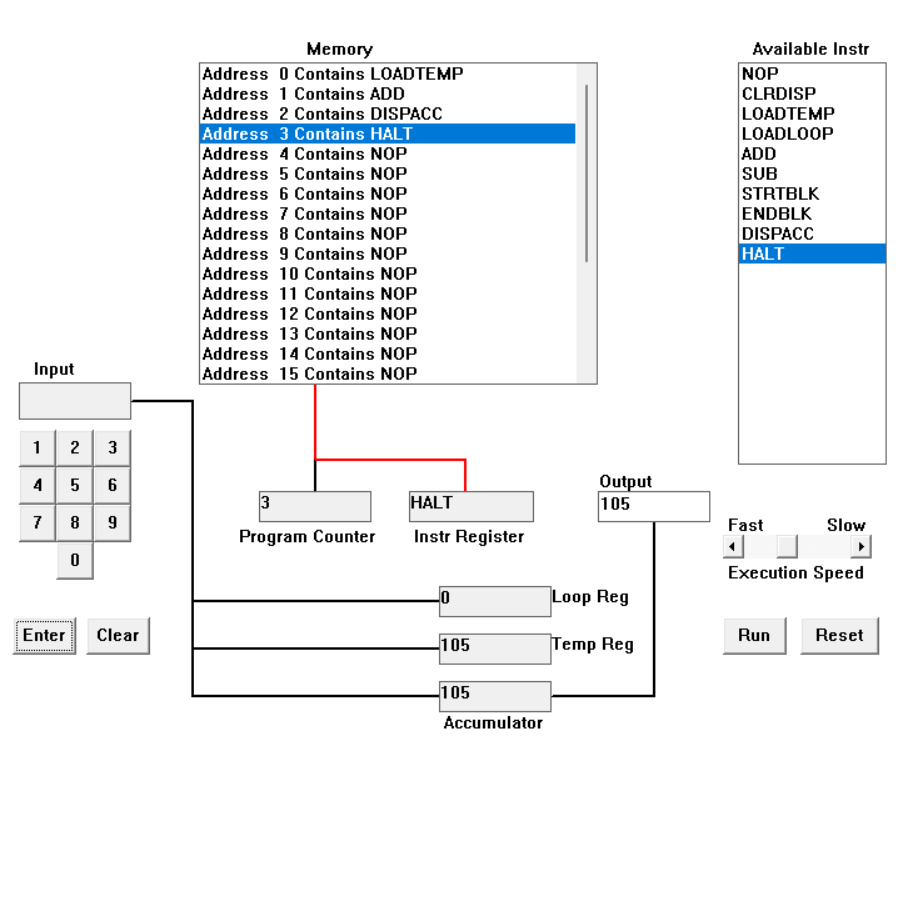 Memory
Address 0 Contains LOADTEMP
Address 1 Contains ADD
Address 2 Contains DISPACC
Address 3 Contains HALT
Address 4 Contains NOP
Address 5 Contains NOP
Address 6 Contains NOP
Address 7 Contains NOP
Address 8 Contains NOP
Address 9 Contains NOP
Address 10 Contains NOP
Address 11 Contains NOP
Address 12 Contains NOP
Address 13 Contains NOP
Address 14 Contains NOP
Address 15 Contains NOP
Available Instr
NOP
CLRDISP
LOADTEMP
LOADLOOP
ADD
SUB
STRTBLK
ENDBLK
DISPACC
HALT
Input
1 2 3
4 5 6
7 8 9
0
Enter Clear
3
Program Counter
HALT
Instr Register
Output
105
Fast Slow
Execution Speed
Run Reset
0 Loop Reg
105 Temp Reg
105
Accumulator